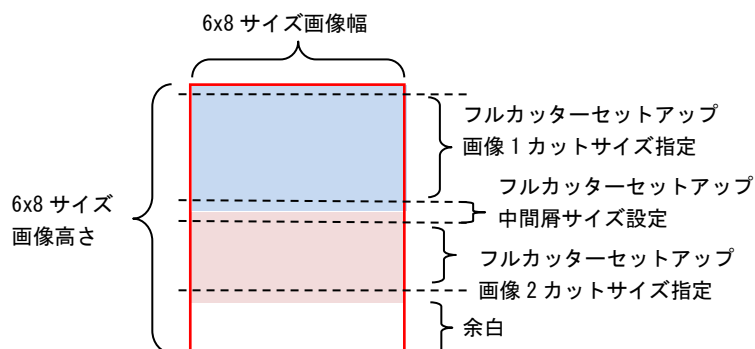 6x8 サイズ画像幅
フルカッターセットアップ
画像 1 カットサイズ指定
6x8 サイズ
画像高さ
フルカッターセットアップ
中間屑サイズ設定
フルカッターセットアップ
画像 2 カットサイズ指定
余白